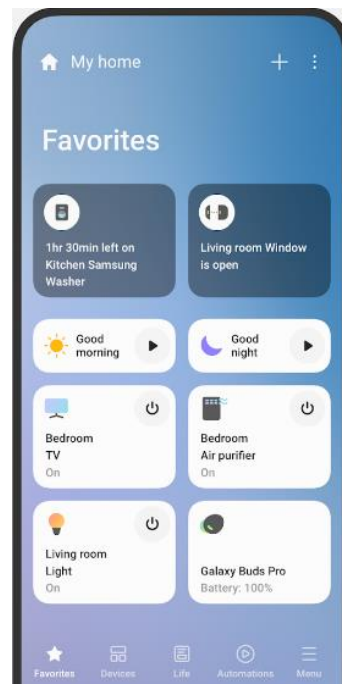 My home
Favorites
1hr 30min left on
Kitchen Samsung
Washer
Living room Window
is open
Good
morning
Good
night
Bedroom
TV
On
Bedroom
Air purifier
On
Living room
Light
On
Galaxy Buds Pro
Battery: 100%
Favorites Devices Life Automations Menu